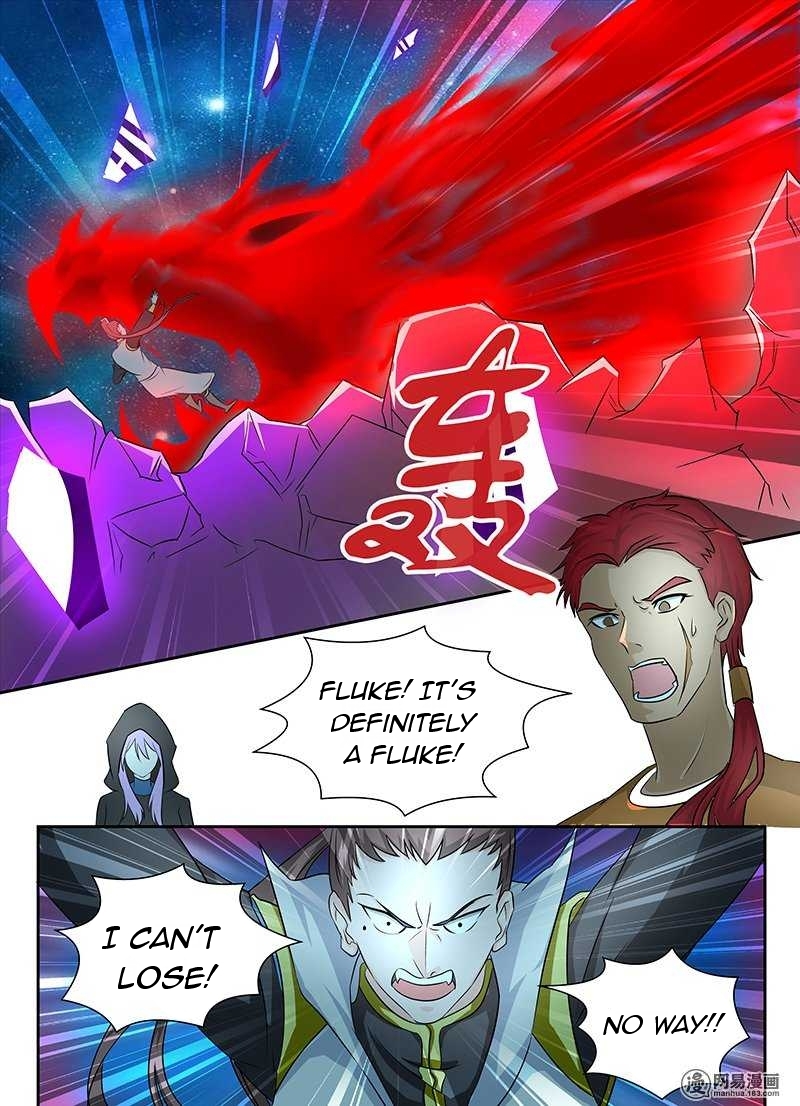 轰
FLUKE! IT'S
DEFINITELY
A FLUKE!
I CAN'T
LOSE!
NO WAY!!
网易漫画
manhua.163.com